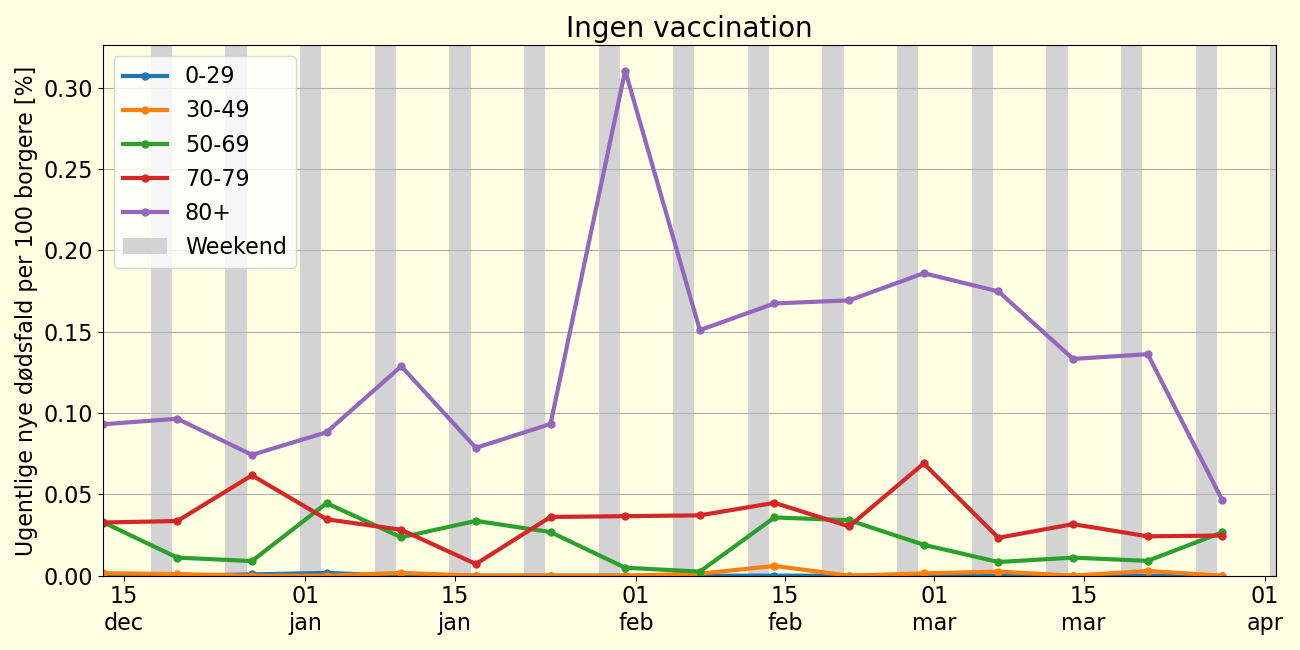 Ingen vaccination
Ugentlige nye dødsfald per 100 borgere [%]
0.30
0.25
0.20
0.15
0.10
0.05
0.00
0-29
30-49
50-69
70-79
80+
Weekend
15 01 15 01 15 01 15 01
dec jan jan feb feb mar mar apr